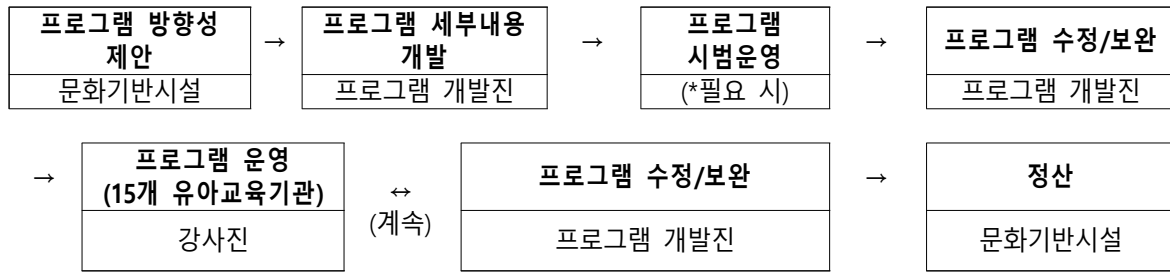 프로그램 방향성
제안
문화기반시설
→
프로그램 세부내용
개발
프로그램 개발진
→
프로그램
시범운영
(*필요 시)
→
프로그램 수정/보완
프로그램 개발진
→
프로그램 운영
(15개 유아교육기관)
강사진
↔
(계속)
프로그램 수정/보완
프로그램 개발진
→
정산
문화기반시설